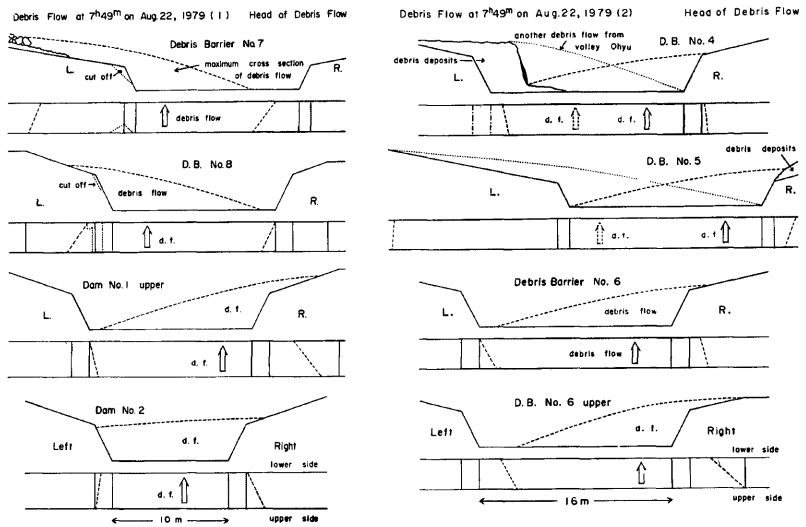 Debris Flow at 7h49m on Aug.22, 1979 (1) Head of Debris Flow
Debris Barrier No.7
L.
cut off
maximum cross section
of debris flow
R.
debris flow
D.B. No.8
cut off
debris flow
L.
R.
d. f.
Dam No.1 upper
d. f.
L.
R.
d. f.
Dam No. 2
d. f.
Left
Right
lower side
d. f.
10 m
upper side
Debris Flow at 7h49m on Aug.22, 1979 (2) Head of Debris Flow
another debris flow from
volley Ohyu
D.B. No. 4
debris deposits
L.
R.
d. f.
d. f.
debris deposits
D.B. No.5
L.
R.
d. f.
d. f
Debris Barrier No. 6
L.
debris flow
R.
debris flow
D.B. No. 6 upper
Left
d. f.
Right
lower side
d. f.
16 m
upper side